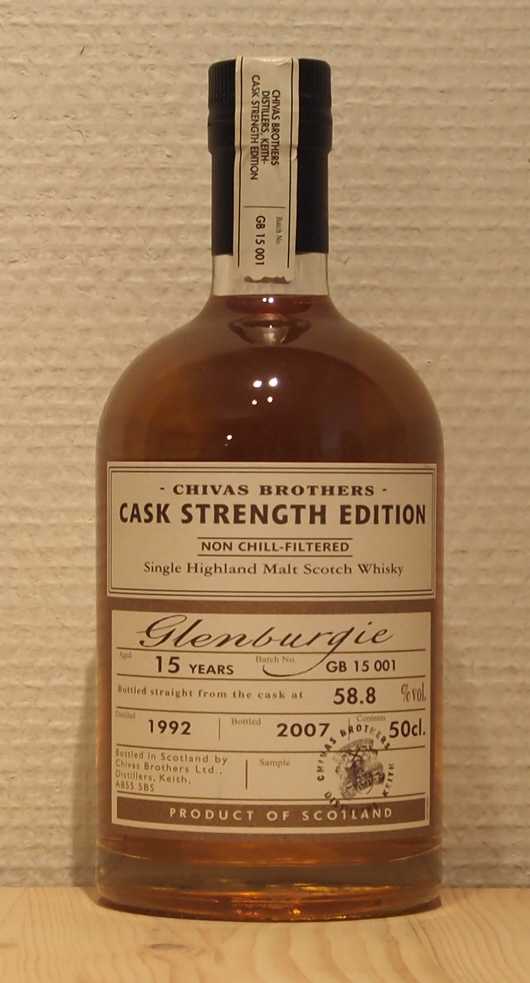 CHIVAS BROTHERS
DISTILLERS, KEITH-
CASK STRENGTH EDITION
Batch No.
GB 15 001
- CHIVAS BROTHERS -
CASK STRENGTH EDITION
NON CHILL-FILTERED
Single Highland Malt Scotch Whisky
Glenburgie
Aged 15 YEARS Batch No. GB 15 001
Bottled straight from the cask at 58.8 %vol.
Distilled 1992 Bottled 2007 Contents 50cl.
Bottled in Scotland by
Chivas Brothers Ltd.,
Distillers, Keith,
AB55 5BS
Sample
CHIVAS BROTHERS
DISTILLERS KEITH
PRODUCT OF SCOTLAND